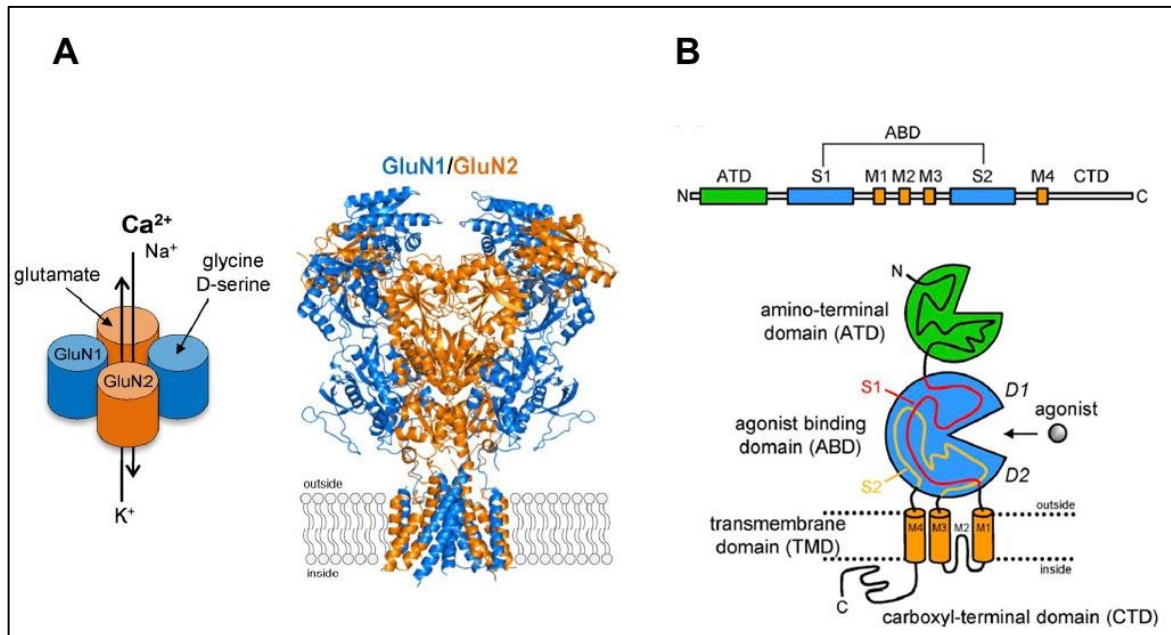 A
B
GluN1/GluN2
Ca²⁺
Na⁺
glutamate
glycine
D-serine
GluN1
GluN2
K⁺
outside
inside
ABD
ATD S1 M1 M2 M3 S2 M4 CTD
N C
N
amino-terminal
domain (ATD)
S1
D1
agonist
agonist binding
domain (ABD)
S2
D2
outside
transmembrane
domain (TMD)
M4 M3 M2 M1
inside
C
carboxyl-terminal domain (CTD)